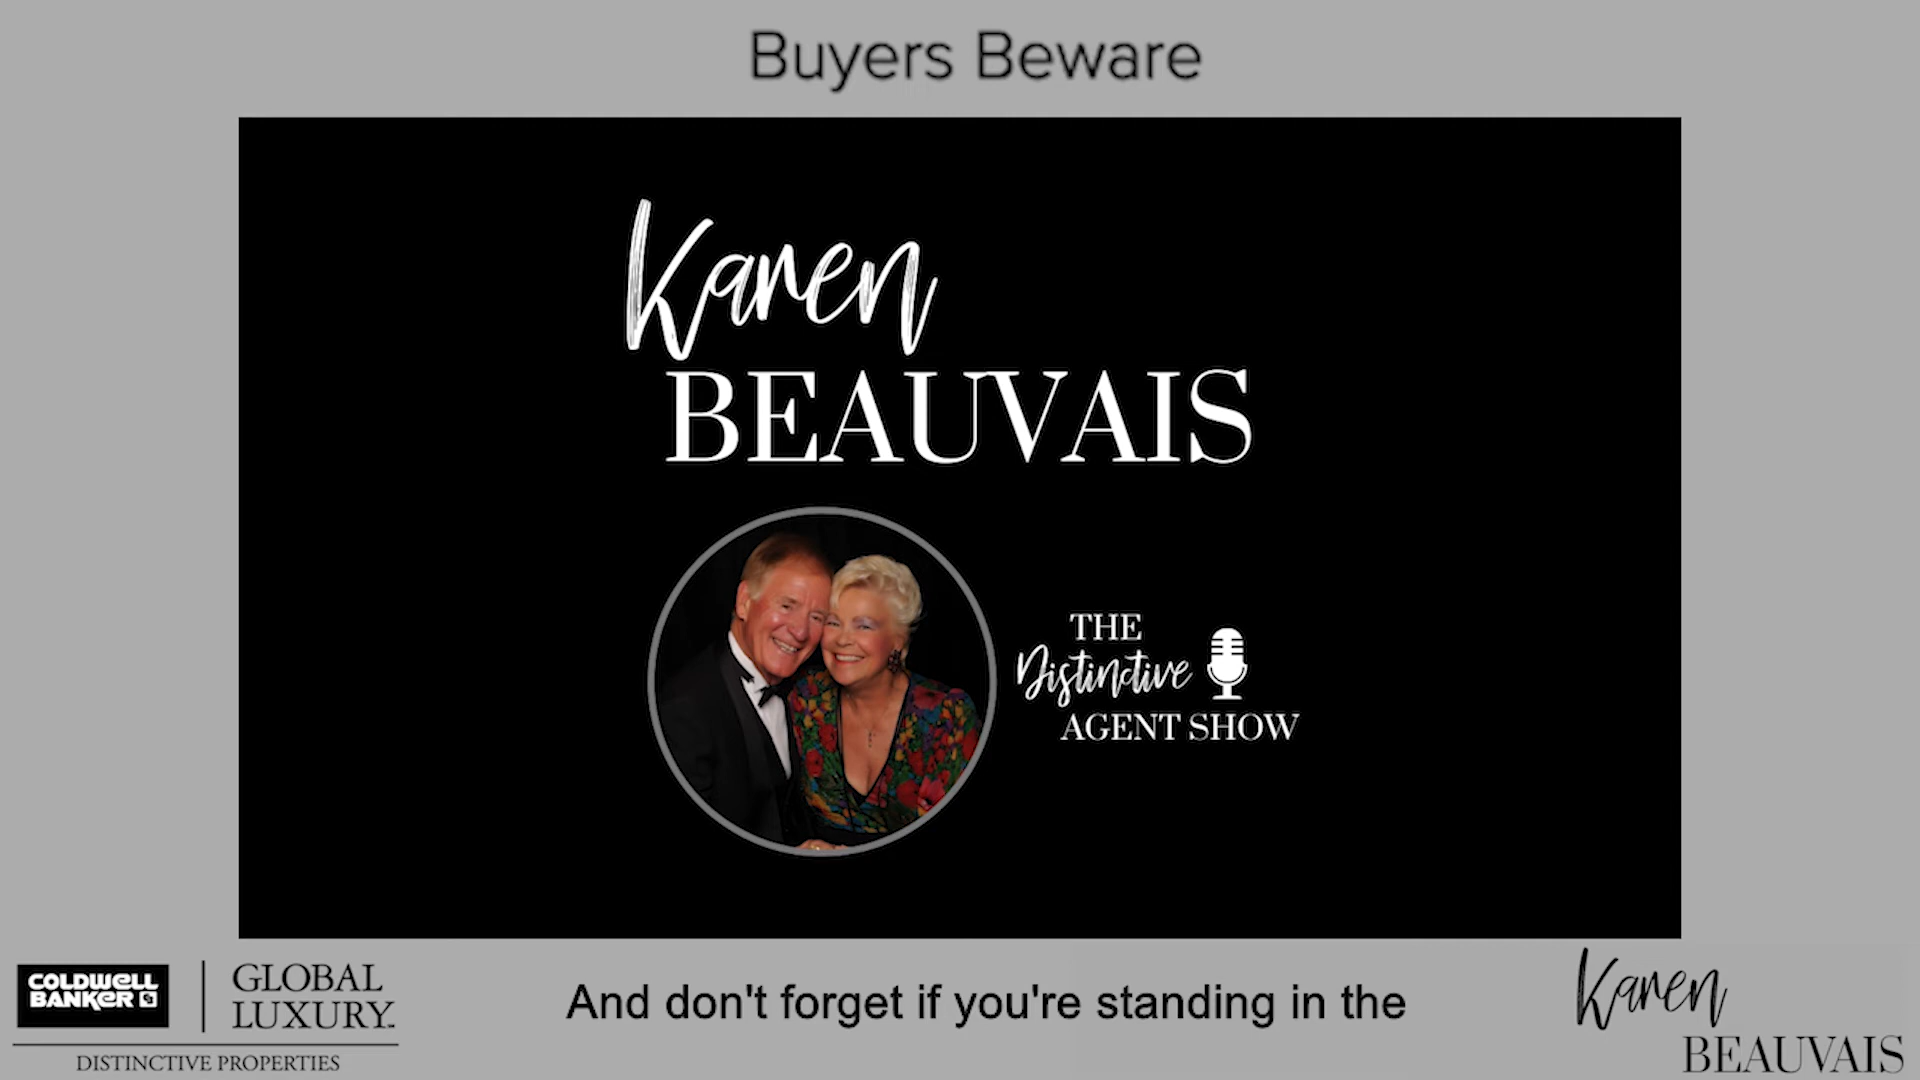 Buyers Beware
Karen
BEAUVAIS
THE
Distinctive
AGENT SHOW
COLDWELL
BANKER
GLOBAL
LUXURY.
DISTINCTIVE PROPERTIES
And don't forget if you're standing in the
Karen
BEAUVAIS